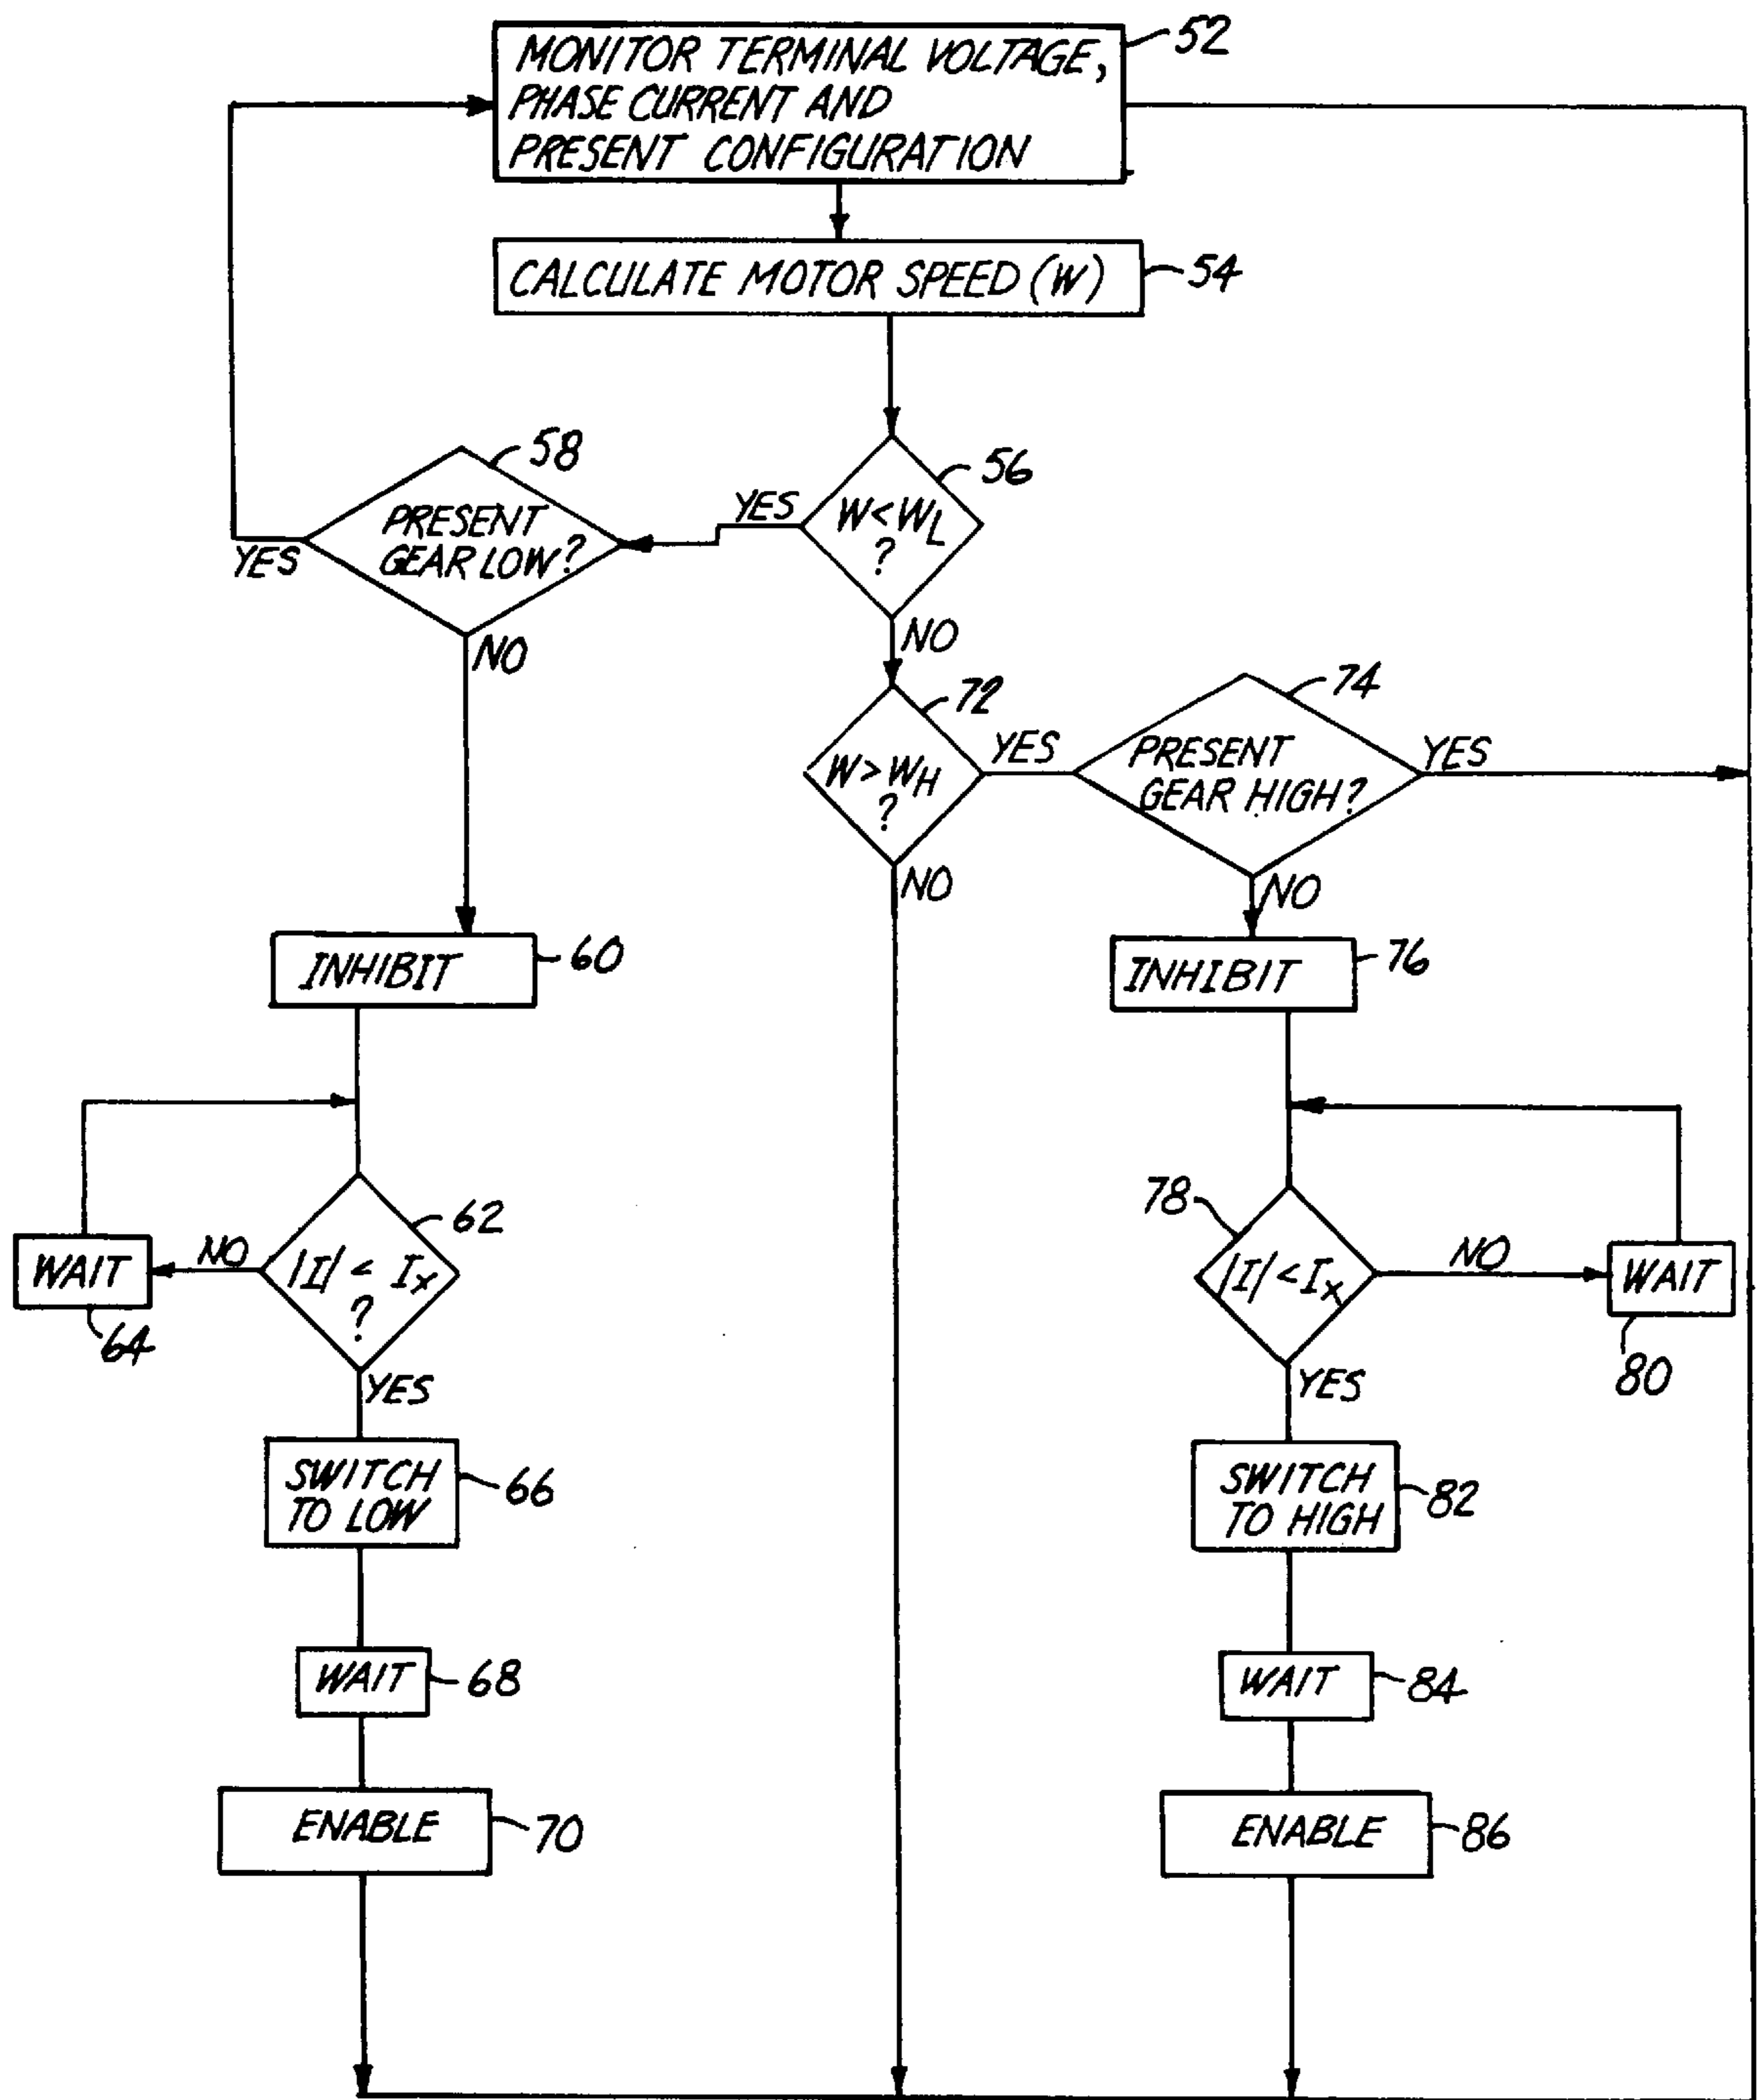 MONITOR TERMINAL VOLTAGE,
PHASE CURRENT AND
PRESENT CONFIGURATION
52
CALCULATE MOTOR SPEED (W)
54
58
PRESENT
GEAR LOW?
YES
NO
YES
56
W<WL
?
NO
72
W>WH
?
YES
NO
74
PRESENT
GEAR HIGH?
YES
NO
INHIBIT
60
INHIBIT
76
62
|I| < Ix
?
NO
WAIT
64
YES
78
|I| < Ix
NO
WAIT
80
YES
SWITCH
TO LOW
66
SWITCH
TO HIGH
82
WAIT
68
WAIT
84
ENABLE
70
ENABLE
86